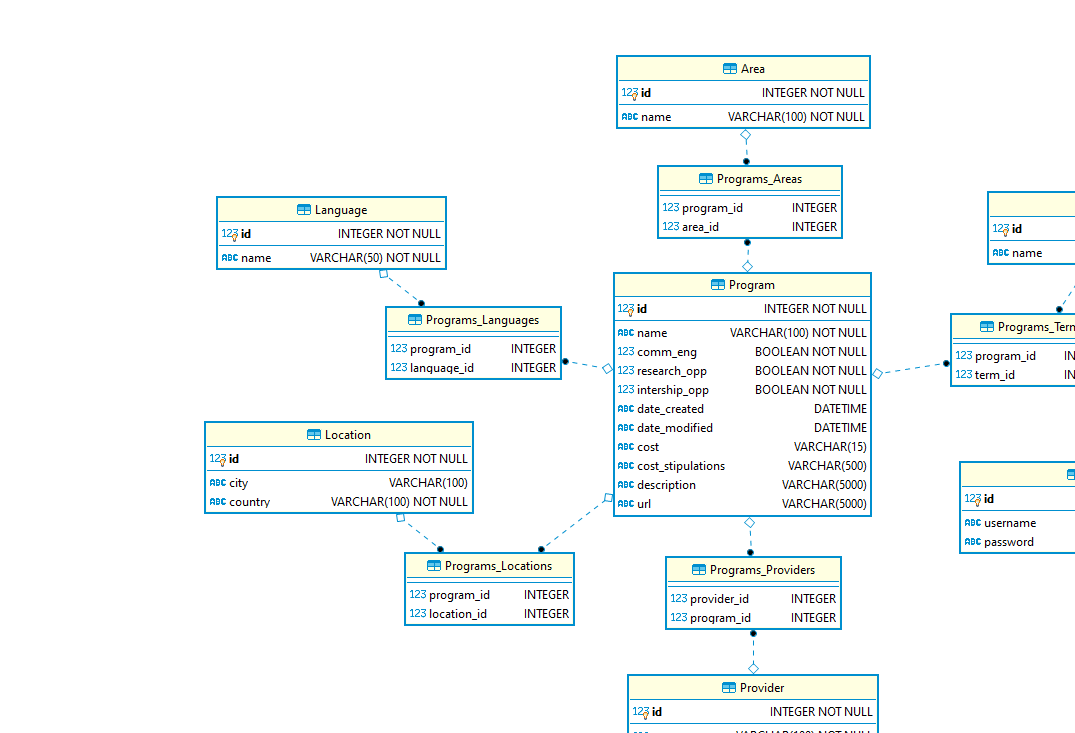 Area
123 id INTEGER NOT NULL
ABC name VARCHAR(100) NOT NULL
Programs_Areas
123 program_id INTEGER
123 area_id INTEGER
Language
123 id INTEGER NOT NULL
ABC name VARCHAR(50) NOT NULL
Programs_Languages
123 program_id INTEGER
123 language_id INTEGER
Program
123 id INTEGER NOT NULL
ABC name VARCHAR(100) NOT NULL
123 comm_eng BOOLEAN NOT NULL
123 research_opp BOOLEAN NOT NULL
123 intership_opp BOOLEAN NOT NULL
ABC date_created DATETIME
ABC date_modified DATETIME
ABC cost VARCHAR(15)
ABC cost_stipulations VARCHAR(500)
ABC description VARCHAR(5000)
ABC url VARCHAR(5000)
123 id
ABC name
Programs_Term
123 program_id IN
123 term_id IN
Location
123 id INTEGER NOT NULL
ABC city VARCHAR(100)
ABC country VARCHAR(100) NOT NULL
Programs_Locations
123 program_id INTEGER
123 location_id INTEGER
123 id
ABC username
ABC password
Programs_Providers
123 provider_id INTEGER
123 program_id INTEGER
Provider
123 id INTEGER NOT NULL